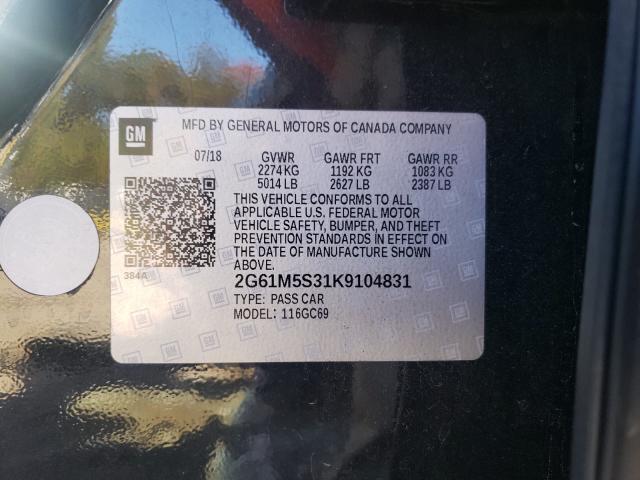 GM
MFD BY GENERAL MOTORS OF CANADA COMPANY
07/18 GVWR GAWR FRT GAWR RR
2274 KG 1192 KG 1083 KG
5014 LB 2627 LB 2387 LB
THIS VEHICLE CONFORMS TO ALL
APPLICABLE U.S. FEDERAL MOTOR
VEHICLE SAFETY, BUMPER, AND THEFT
PREVENTION STANDARDS IN EFFECT ON
THE DATE OF MANUFACTURE SHOWN
ABOVE.
384A
2G61M5S31K9104831
TYPE: PASS CAR
MODEL: 116GC69